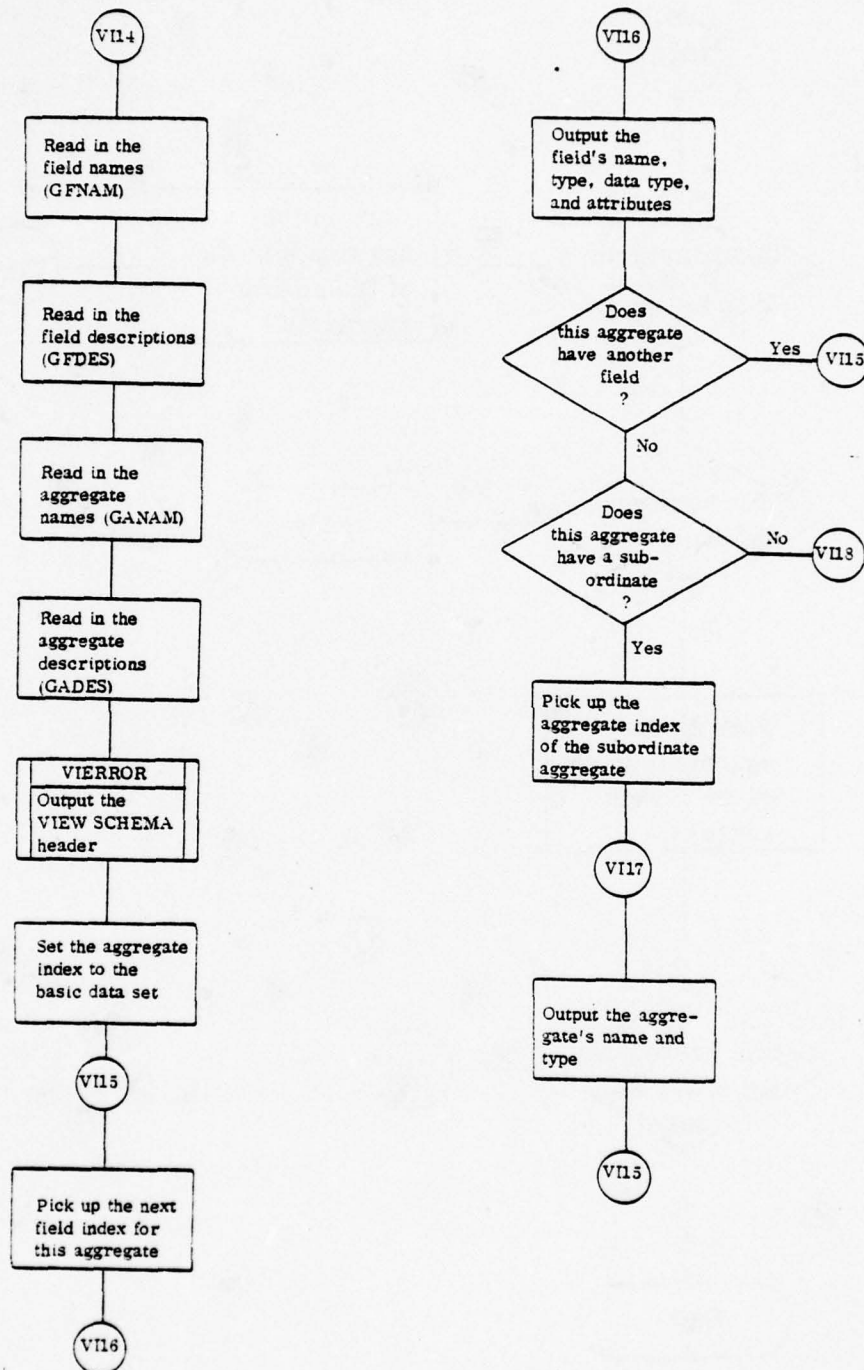 VI14
Read in the
field names
(GFNAM)
Read in the
field descriptions
(GFDES)
Read in the
aggregate
names (GANAM)
Read in the
aggregate
descriptions
(GADES)
VIERROR
Output the
VIEW SCHEMA
header
Set the aggregate
index to the
basic data set
VI15
Pick up the next
field index for
this aggregate
VI16
VI16
Output the
field's name,
type, data type,
and attributes
Does
this aggregate
have another
field
?
Yes
VI15
No
Does
this aggregate
have a sub-
ordinate
?
No
VI18
Yes
Pick up the
aggregate index
of the subordinate
aggregate
VI17
Output the aggre-
gate's name and
type
VI15